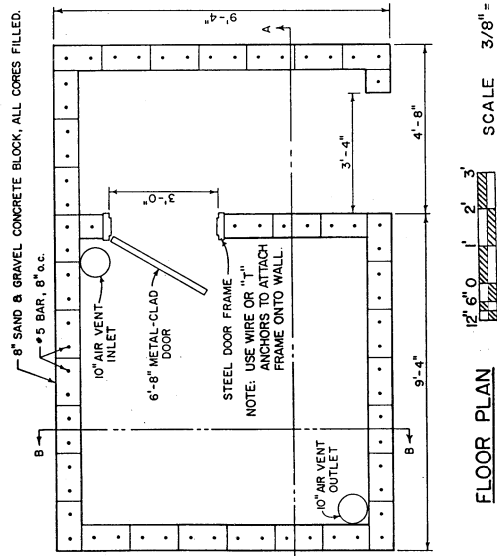 8" SAND & GRAVEL CONCRETE BLOCK, ALL CORES FILLED.
#5 BAR, 8" o.c.
9'-4"
A
B
10" AIR VENT
INLET
3'-0"
6'-8" METAL-CLAD
DOOR
STEEL DOOR FRAME
NOTE: USE WIRE OR "T"
ANCHORS TO ATTACH
FRAME ONTO WALL.
3'-4"
4'-8"
10" AIR VENT
OUTLET
B
9'-4"
FLOOR PLAN
12" 6" 0 1' 2' 3'
SCALE 3/8" =